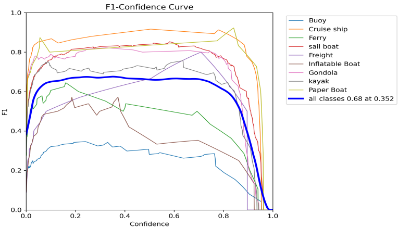 F1-Confidence Curve
1.0
0.8
0.6
0.4
0.2
0.0
F1
0.0 0.2 0.4 0.6 0.8 1.0
Confidence
Buoy
Cruise ship
Ferry
sail boat
Freight
Inflatable Boat
Gondola
kayak
Paper Boat
all classes 0.68 at 0.352